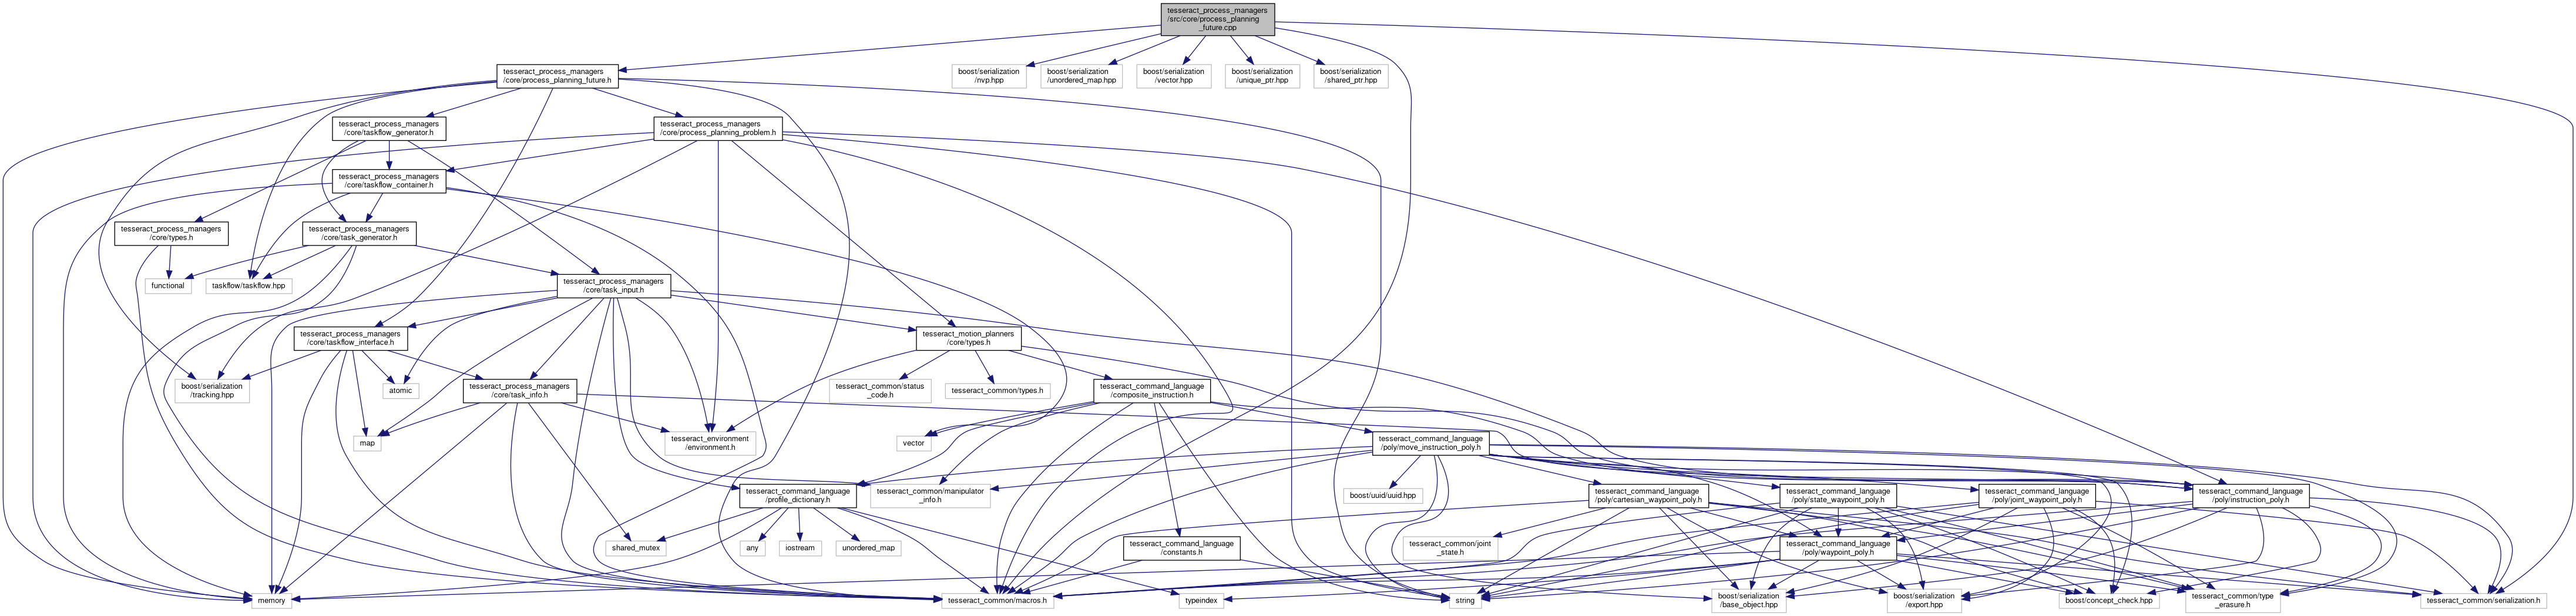 tesseract_process_managers
/src/core/process_planning
_future.cpp
tesseract_process_managers
/core/process_planning_future.h
boost/serialization
/nvp.hpp
boost/serialization
/unordered_map.hpp
boost/serialization
/vector.hpp
boost/serialization
/unique_ptr.hpp
boost/serialization
/shared_ptr.hpp
tesseract_process_managers
/core/taskflow_generator.h
tesseract_process_managers
/core/process_planning_problem.h
tesseract_process_managers
/core/taskflow_container.h
tesseract_process_managers
/core/types.h
tesseract_process_managers
/core/task_generator.h
functional
taskflow/taskflow.hpp
tesseract_process_managers
/core/task_input.h
tesseract_process_managers
/core/taskflow_interface.h
tesseract_motion_planners
/core/types.h
boost/serialization
/tracking.hpp
atomic
tesseract_process_managers
/core/task_info.h
tesseract_common/status
_code.h
tesseract_common/types.h
tesseract_command_language
/composite_instruction.h
map
tesseract_environment
/environment.h
vector
tesseract_command_language
/poly/move_instruction_poly.h
tesseract_command_language
/profile_dictionary.h
tesseract_common/manipulator
_info.h
boost/uuid/uuid.hpp
tesseract_command_language
/poly/cartesian_waypoint_poly.h
tesseract_command_language
/poly/state_waypoint_poly.h
tesseract_command_language
/poly/joint_waypoint_poly.h
tesseract_command_language
/poly/instruction_poly.h
shared_mutex
any
iostream
unordered_map
tesseract_command_language
/constants.h
tesseract_common/joint
_state.h
tesseract_command_language
/poly/waypoint_poly.h
memory
tesseract_common/macros.h
typeindex
string
boost/serialization
/base_object.hpp
boost/serialization
/export.hpp
boost/concept_check.hpp
tesseract_common/type
_erasure.h
tesseract_common/serialization.h